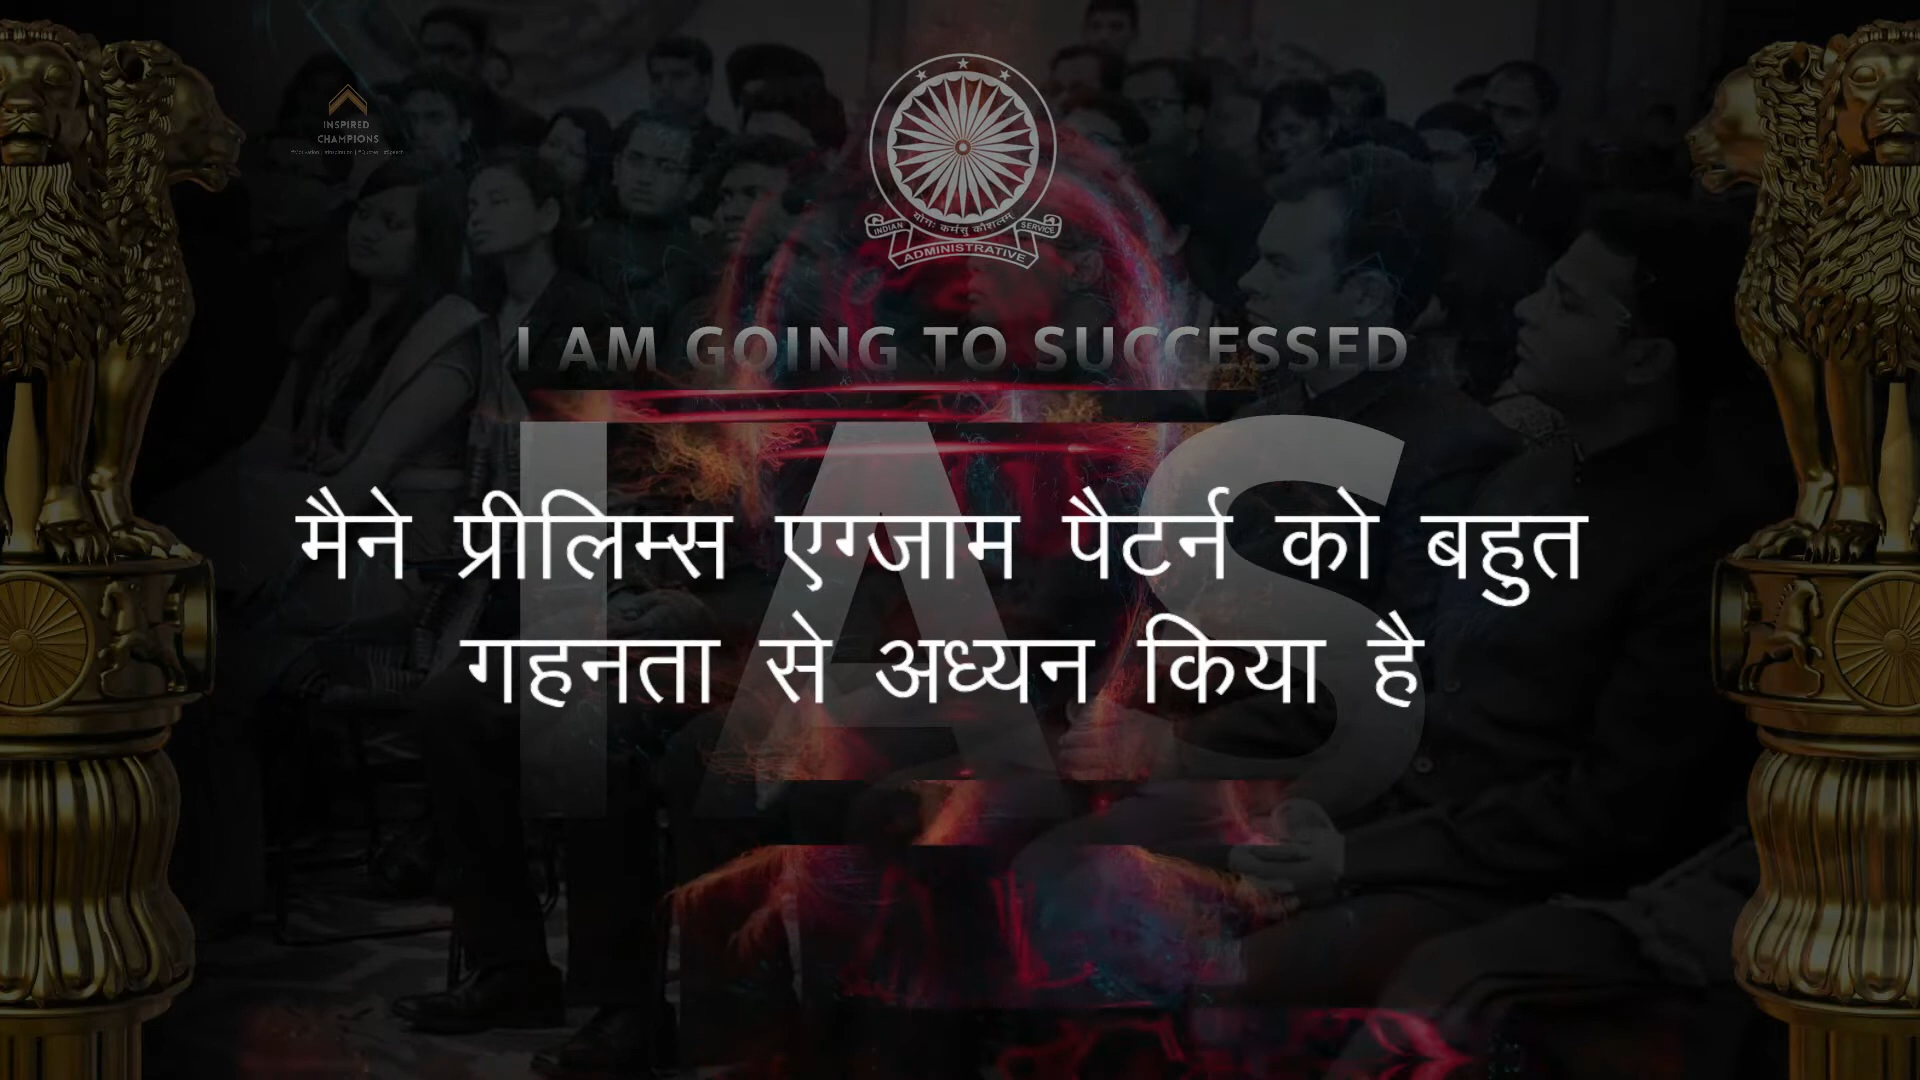 INSPIRED
CHAMPIONS
योगः कर्मसु कौशलम्
INDIAN SERVICE
ADMINISTRATIVE
I AM GOING TO SUCCESSED
IAS
मैने प्रीलिम्स एग्जाम पैटर्न को बहुत
गहनता से अध्यन किया है